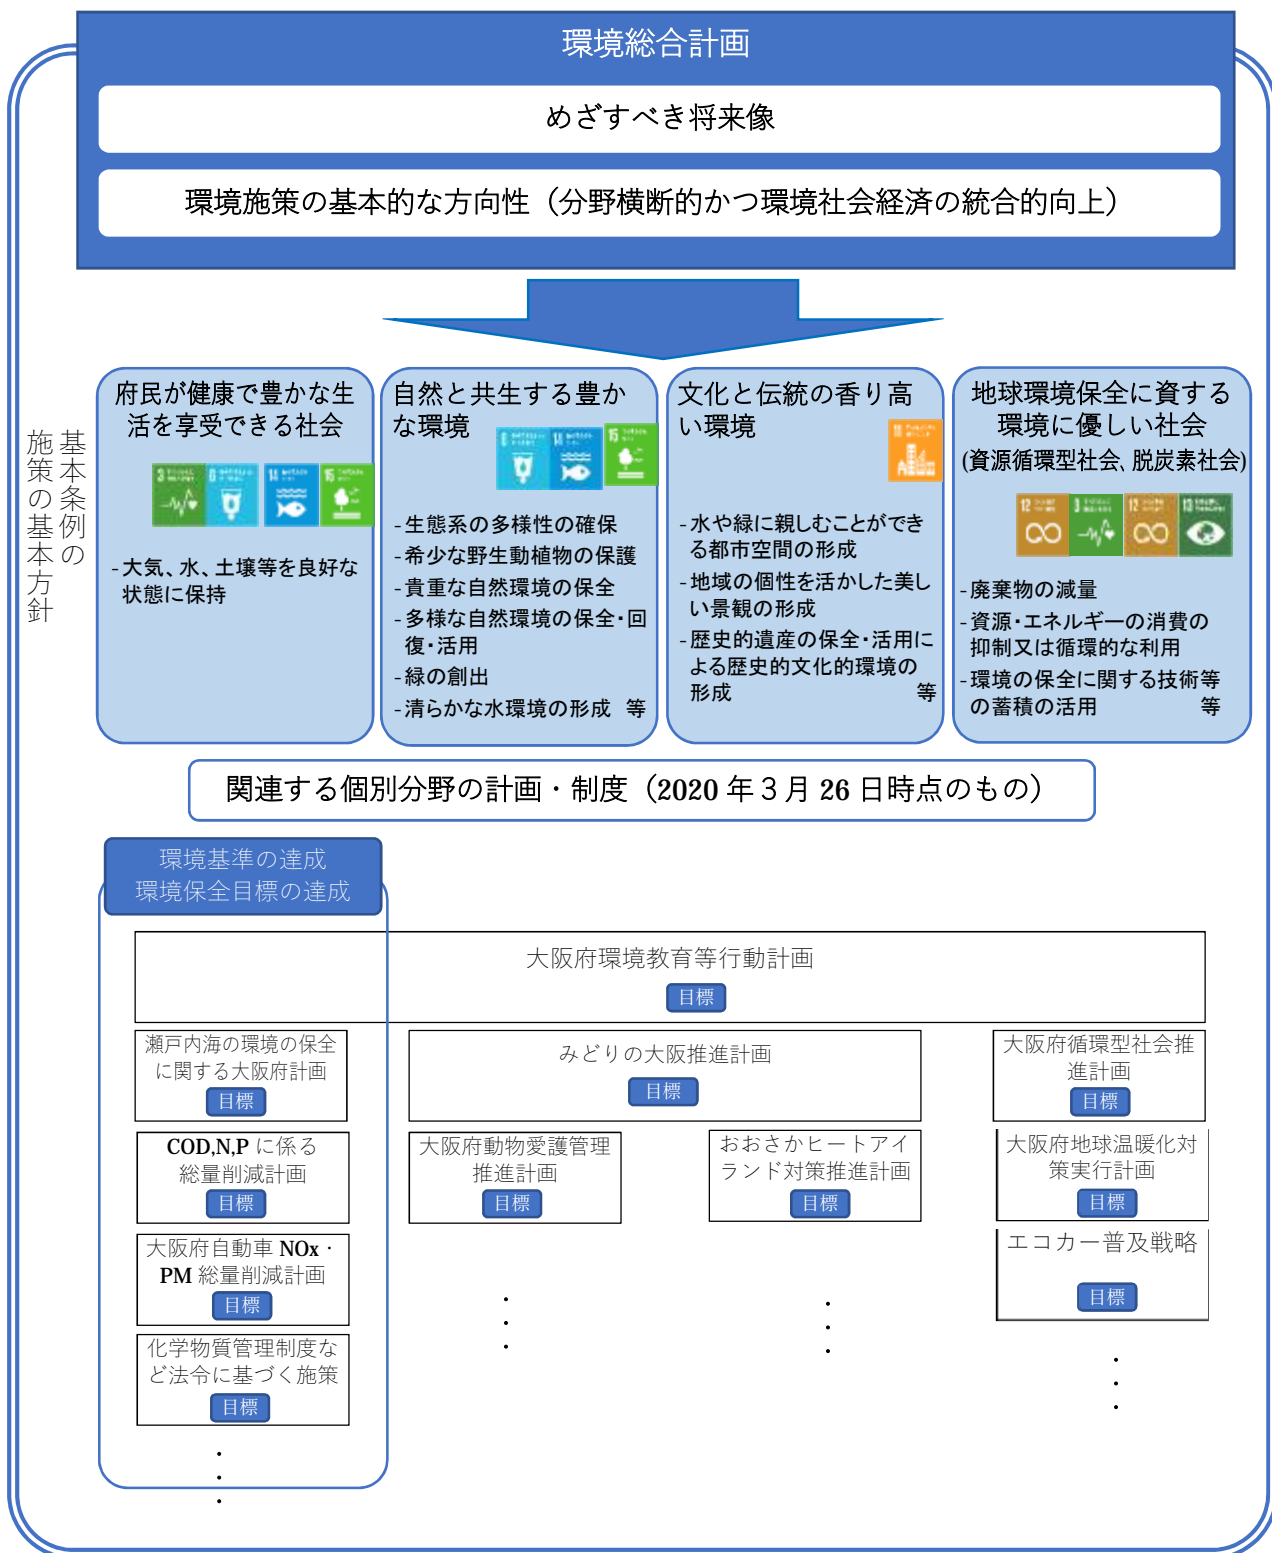 環境総合計画
めざすべき将来像
環境施策の基本的な方向性（分野横断的かつ環境社会経済の統合的向上）
基本条例の
施策の基本方針
府民が健康で豊かな生
活を享受できる社会
3
6
14
15
-大気、水、土壌等を良好な
状態に保持
自然と共生する豊か
な環境
6
14
15
-生態系の多様性の確保
-希少な野生動植物の保護
-貴重な自然環境の保全
-多様な自然環境の保全・回
復・活用
-緑の創出
-清らかな水環境の形成　等
文化と伝統の香り高
い環境
11
-水や緑に親しむことができ
る都市空間の形成
-地域の個性を活かした美し
い景観の形成
-歴史的遺産の保全・活用に
よる歴史的文化的環境の
形成　等
地球環境保全に資する
環境に優しい社会
(資源循環型社会、脱炭素社会)
12
3
12
13
-廃棄物の減量
-資源・エネルギーの消費の
抑制又は循環的な利用
-環境の保全に関する技術等
の蓄積の活用　等
関連する個別分野の計画・制度（2020 年３月 26 日時点のもの）
環境基準の達成
環境保全目標の達成
大阪府環境教育等行動計画
目標
瀬戸内海の環境の保全
に関する大阪府計画
目標
COD,N,P に係る
総量削減計画
目標
大阪府自動車 NOx・
PM 総量削減計画
目標
化学物質管理制度な
ど法令に基づく施策
目標
みどりの大阪推進計画
目標
大阪府動物愛護管理
推進計画
目標
おおさかヒートアイ
ランド対策推進計画
目標
大阪府循環型社会推
進計画
目標
大阪府地球温暖化対
策実行計画
目標
エコカー普及戦略
目標